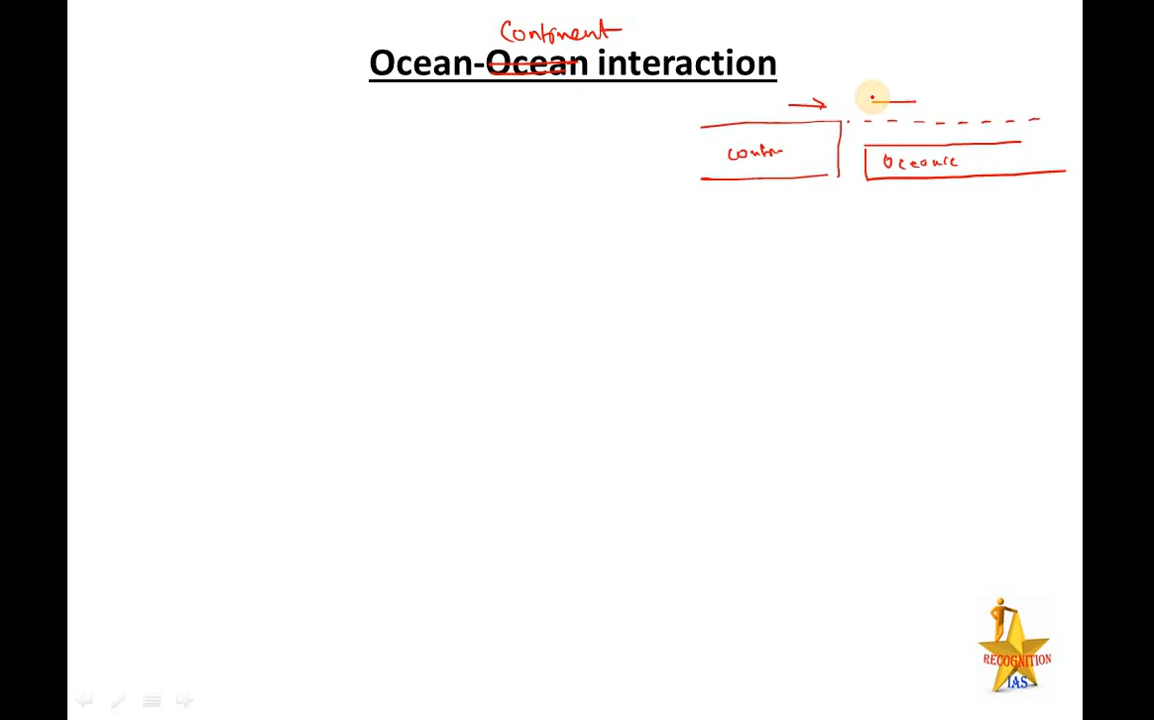 Continent
Ocean-Ocean interaction
Contin
Oceanic
RECOGNITION
IAS